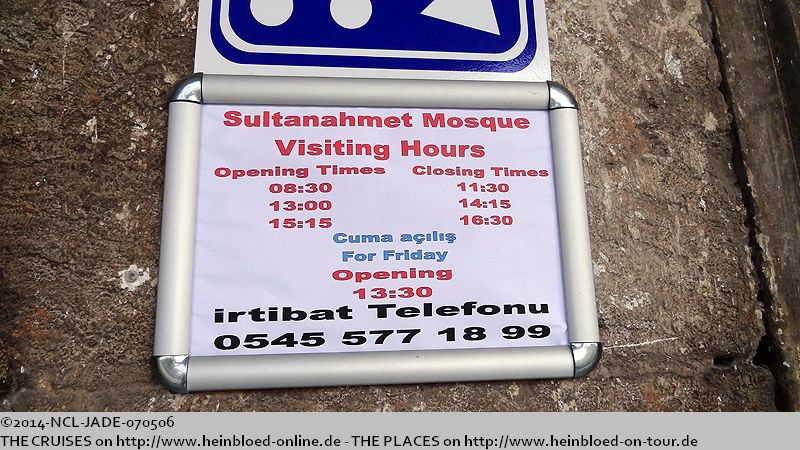 Sultanahmet Mosque
Visiting Hours
Opening Times Closing Times
08:30 11:30
13:00 14:15
15:15 16:30
Cuma açılış
For Friday
Opening
13:30
irtibat Telefonu
0545 577 18 99
©2014-NCL-JADE-070506
THE CRUISES on http://www.heinbloed-online.de - THE PLACES on http://www.heinbloed-on-tour.de